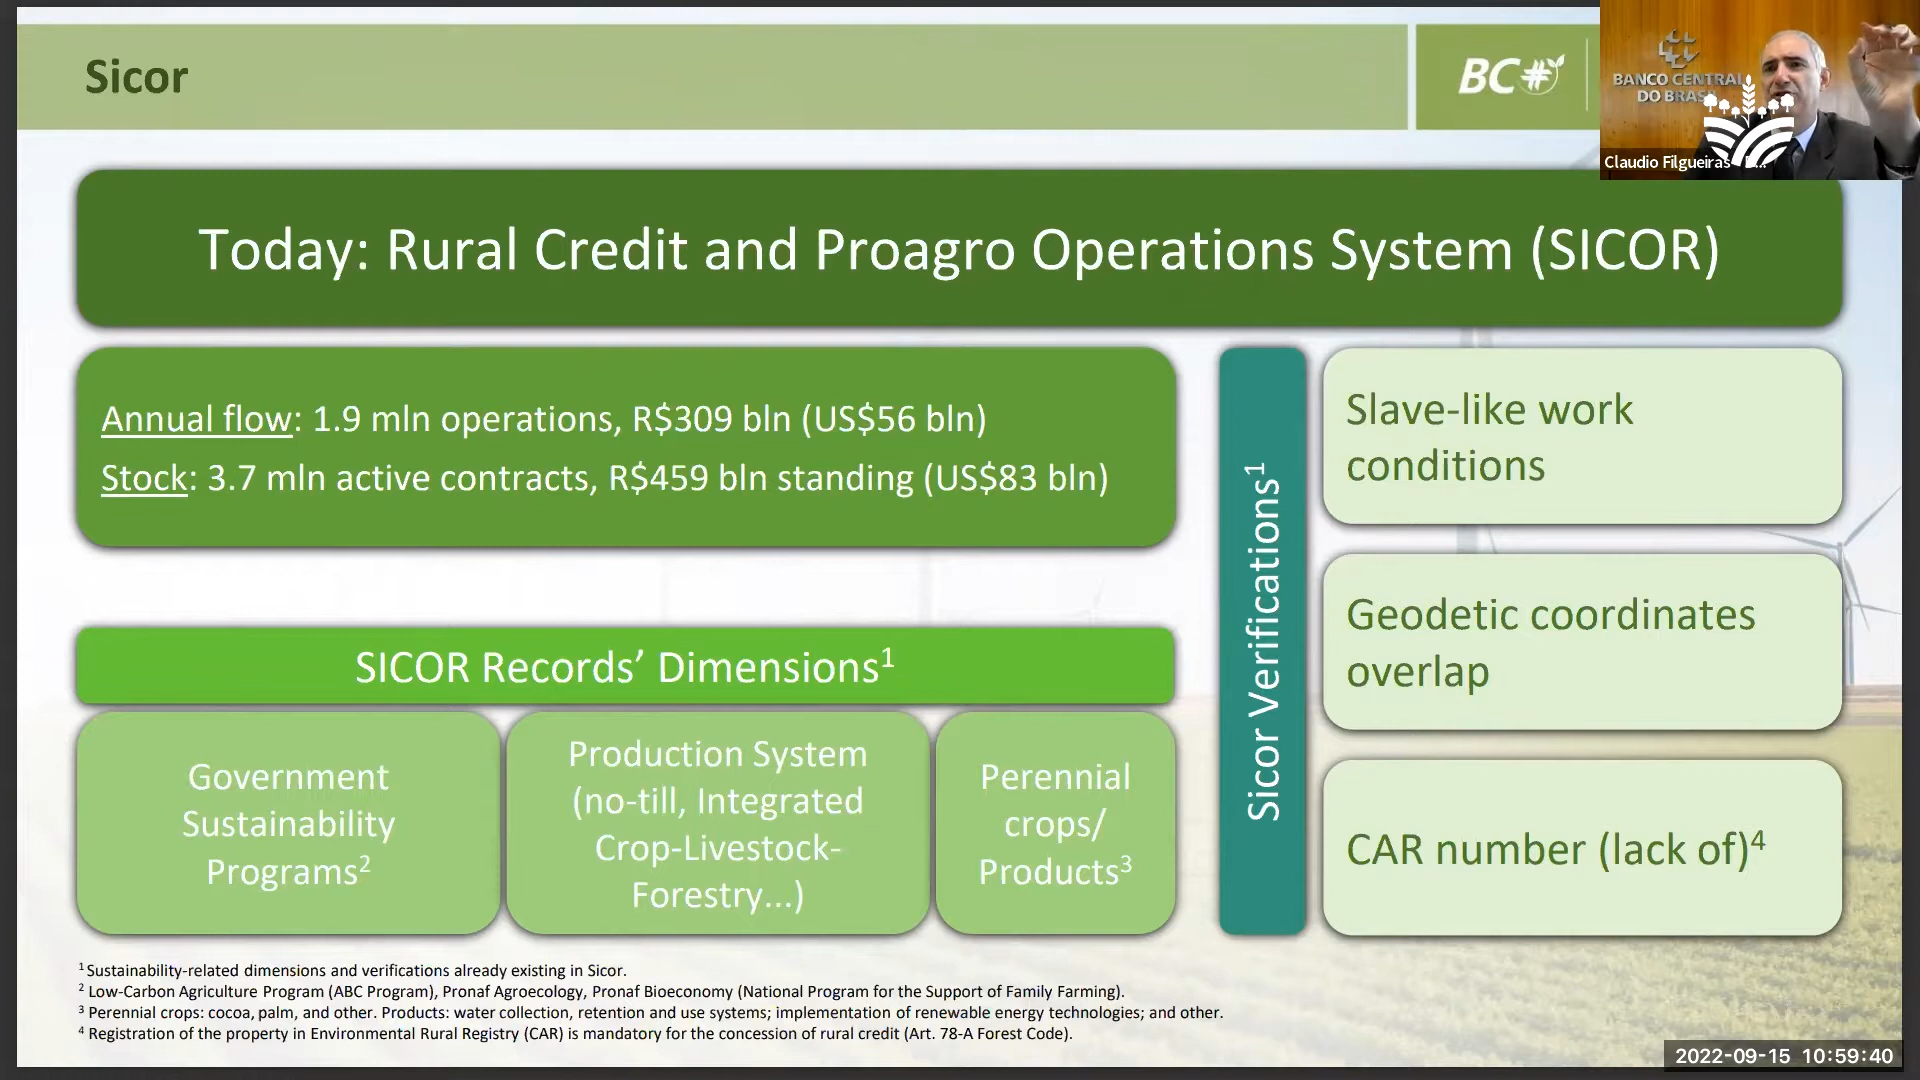 Sicor
BC#
BANCO CENTRAL
DO BRASIL
Claudio Filgueiras
Today: Rural Credit and Proagro Operations System (SICOR)
Annual flow: 1.9 mln operations, R$309 bln (US$56 bln)
Stock: 3.7 mln active contracts, R$459 bln standing (US$83 bln)
SICOR Records’ Dimensions¹
Government
Sustainability
Programs²
Production System
(no-till, Integrated
Crop-Livestock-
Forestry...)
Perennial
crops/
Products³
Sicor Verifications¹
Slave-like work
conditions
Geodetic coordinates
overlap
CAR number (lack of)⁴
¹ Sustainability-related dimensions and verifications already existing in Sicor.
² Low-Carbon Agriculture Program (ABC Program), Pronaf Agroecology, Pronaf Bioeconomy (National Program for the Support of Family Farming).
³ Perennial crops: cocoa, palm, and other. Products: water collection, retention and use systems; implementation of renewable energy technologies; and other.
⁴ Registration of the property in Environmental Rural Registry (CAR) is mandatory for the concession of rural credit (Art. 78-A Forest Code).
2022-09-15 10:59:40